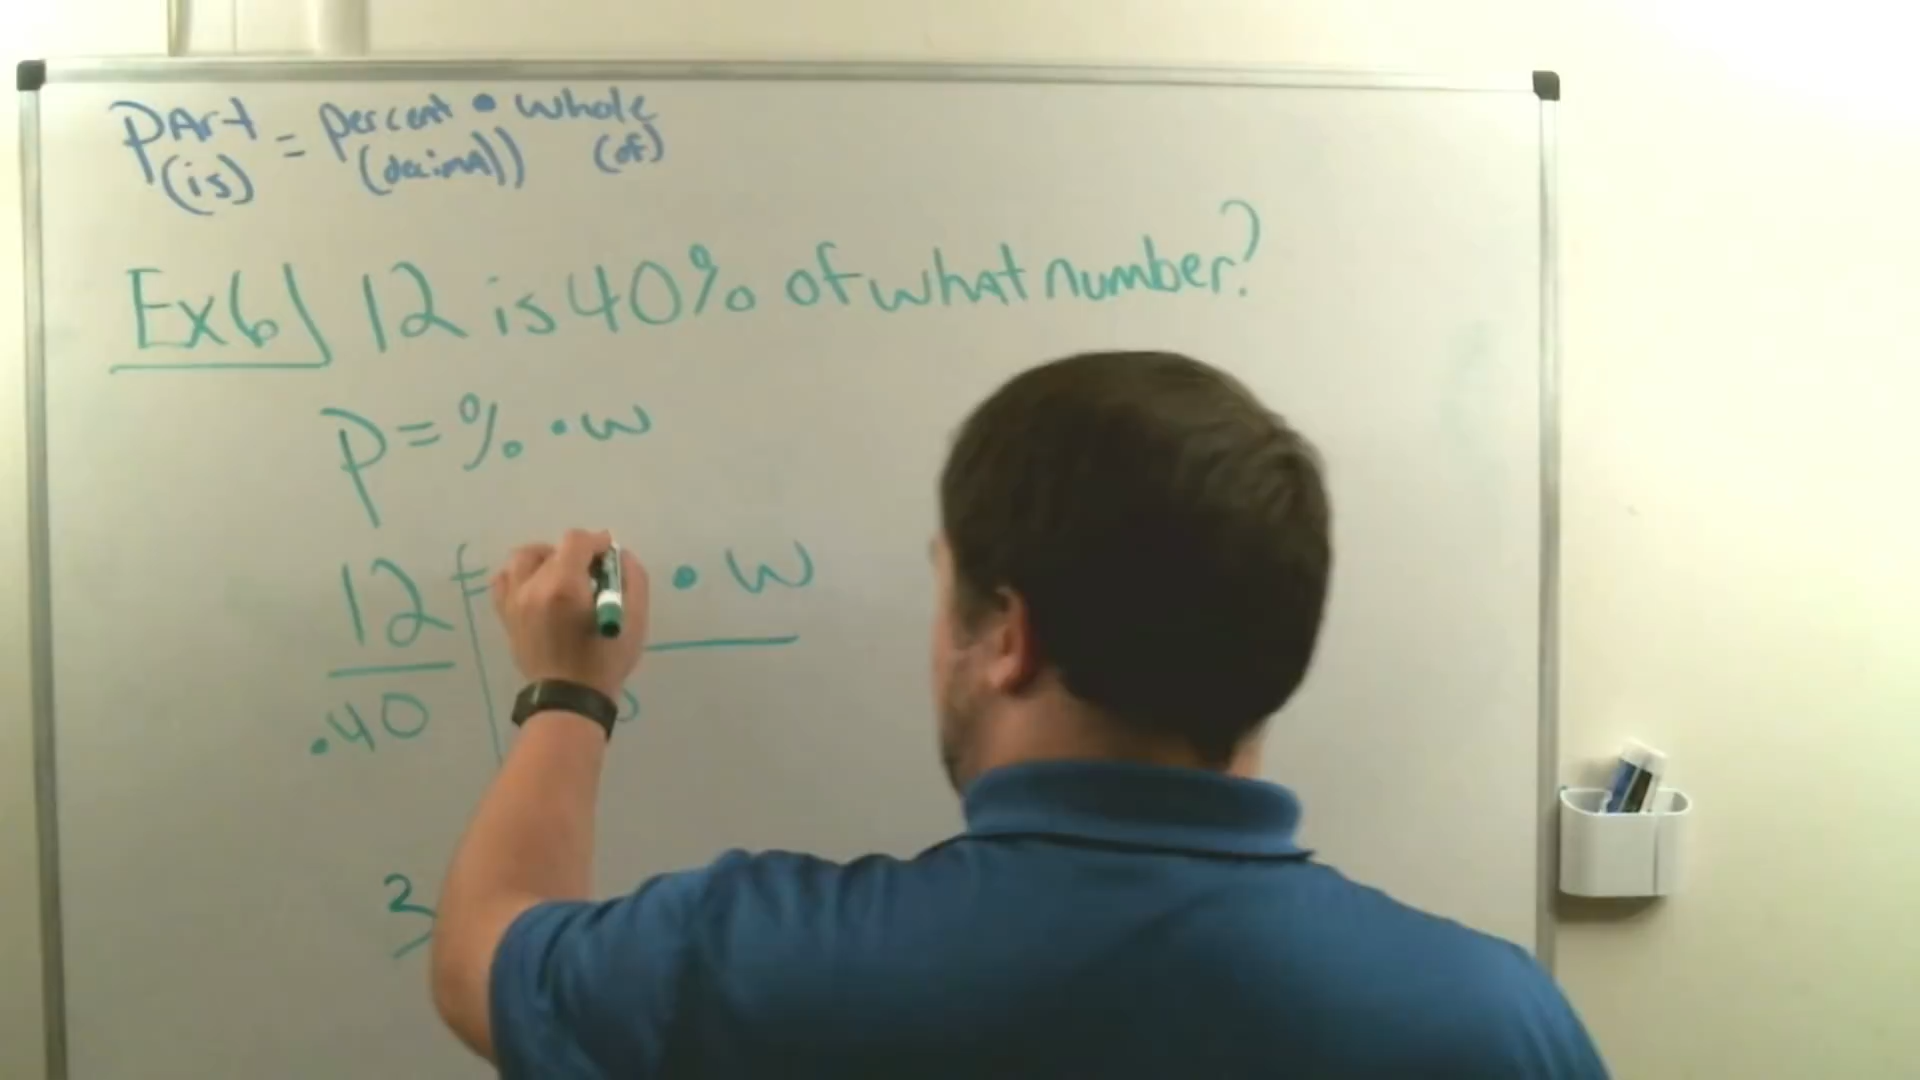 PArt = percent • whole
(is) (decimal) (of)
Ex6) 12 is 40% of what number?
P = % • w
12 = • w
.40
3